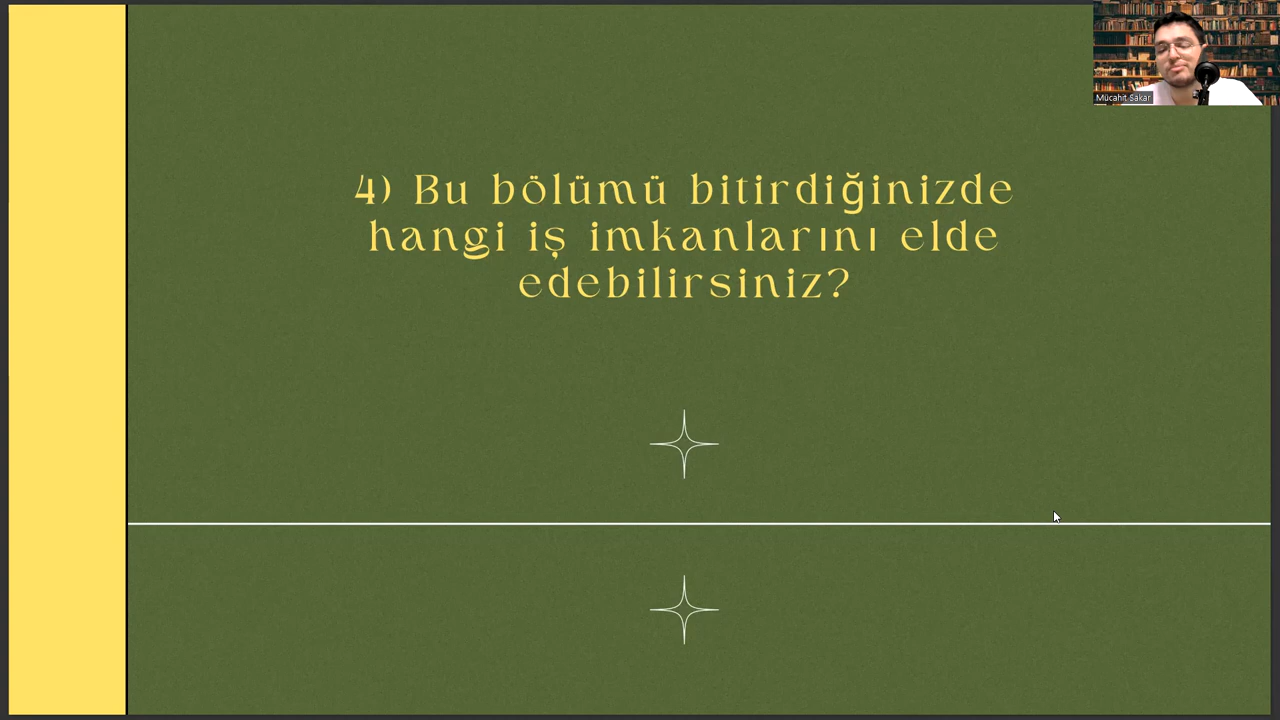 Mücahit Sakar
4) Bu bölümü bitirdiğinizde
hangi iş imkanlarını elde
edebilirsiniz?